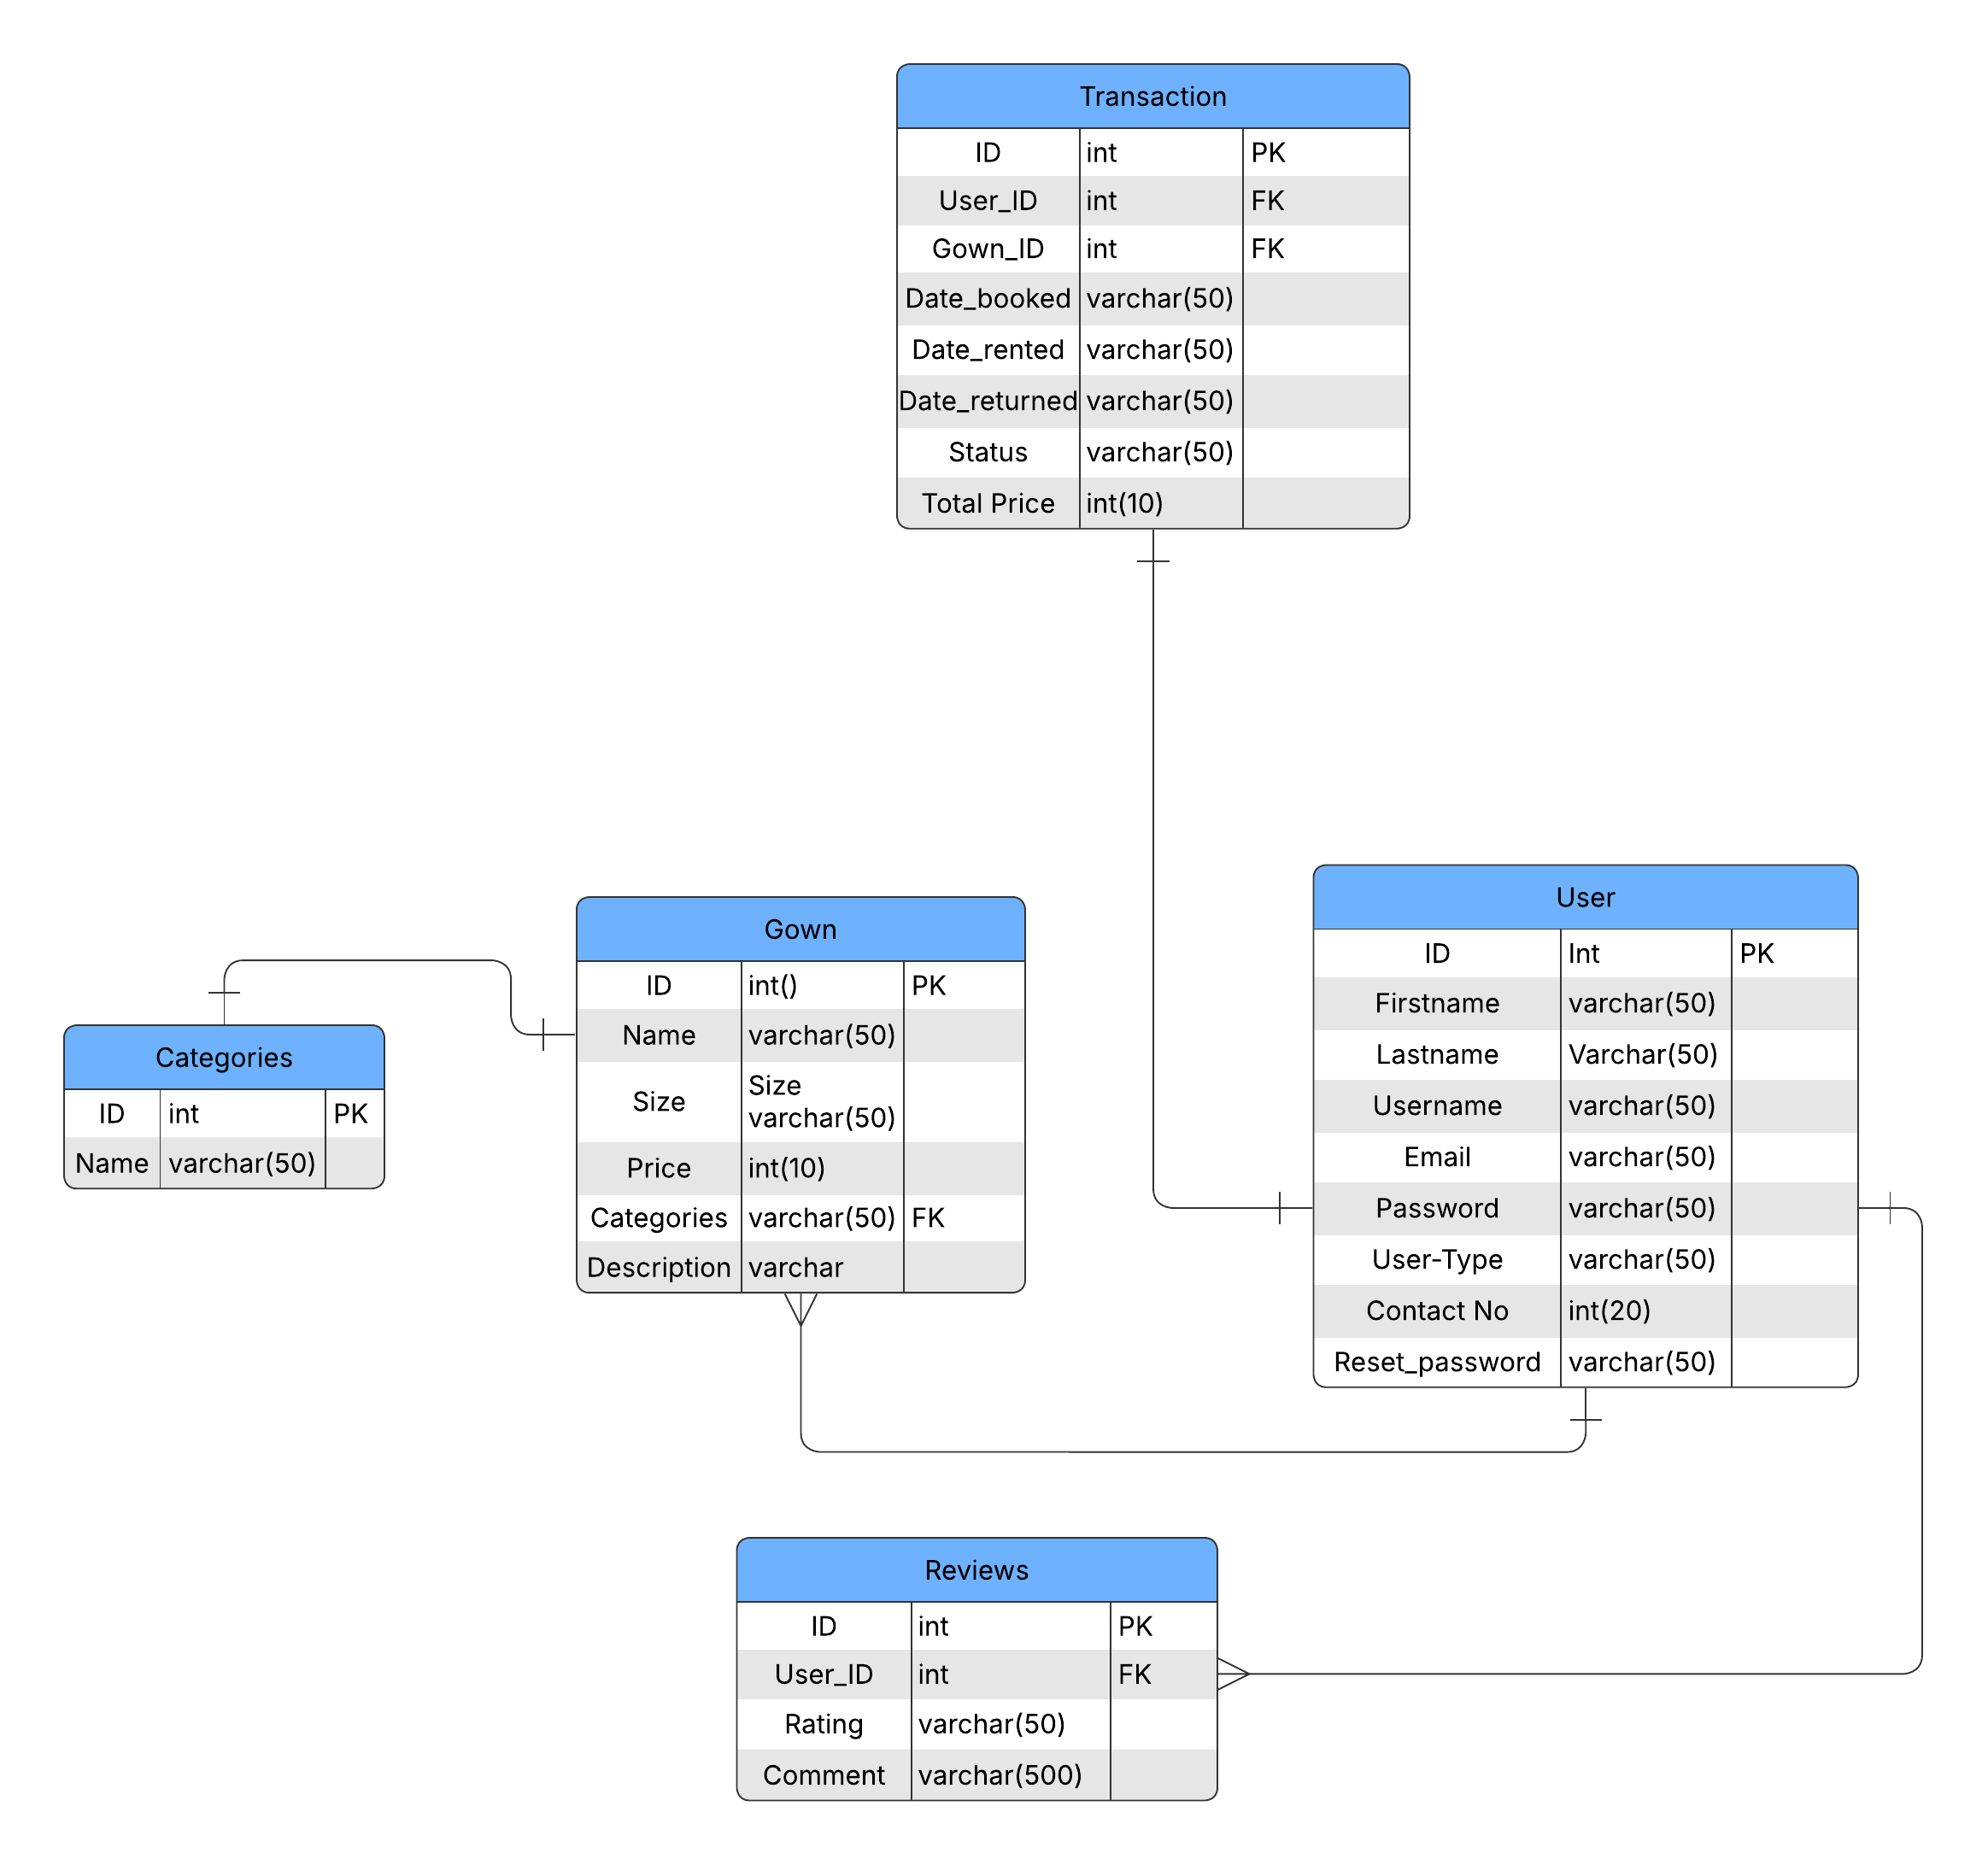 Transaction
ID int PK
User_ID int FK
Gown_ID int FK
Date_booked varchar(50)
Date_rented varchar(50)
Date_returned varchar(50)
Status varchar(50)
Total Price int(10)
Categories
ID int PK
Name varchar(50)
Gown
ID int() PK
Name varchar(50)
Size Size
varchar(50)
Price int(10)
Categories varchar(50) FK
Description varchar
User
ID Int PK
Firstname varchar(50)
Lastname Varchar(50)
Username varchar(50)
Email varchar(50)
Password varchar(50)
User-Type varchar(50)
Contact No int(20)
Reset_password varchar(50)
Reviews
ID int PK
User_ID int FK
Rating varchar(50)
Comment varchar(500)